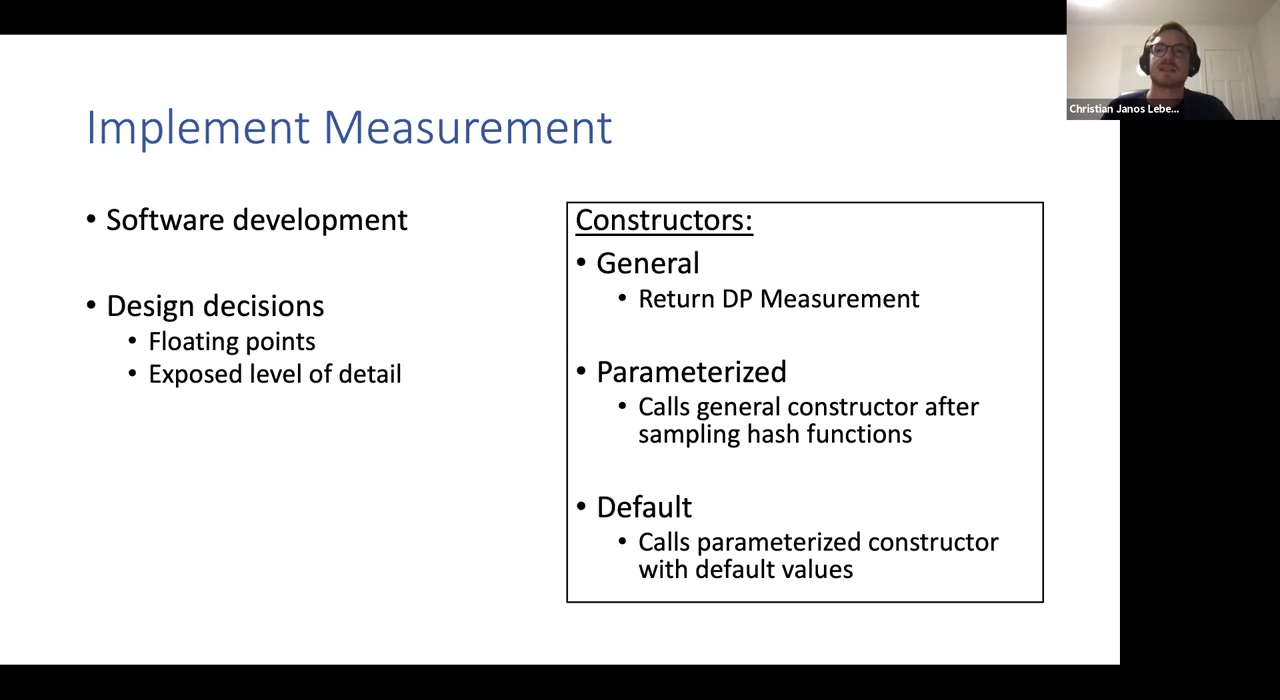 Implement Measurement
• Software development
• Design decisions
• Floating points
• Exposed level of detail
Constructors:
• General
• Return DP Measurement
• Parameterized
• Calls general constructor after
sampling hash functions
• Default
• Calls parameterized constructor
with default values
Christian Janos Lebe...